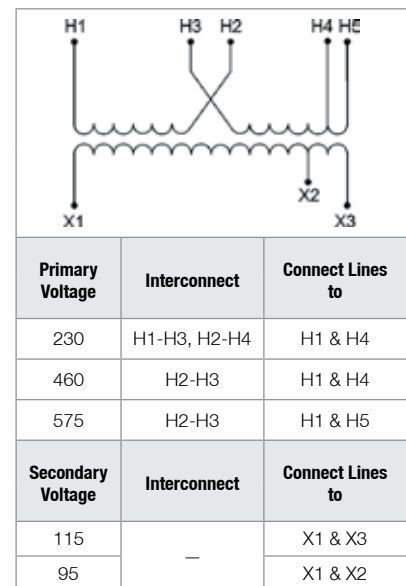 H1 H3 H2 H4 H5
X2
X1 X3
Primary Voltage Interconnect Connect Lines to
230 H1-H3, H2-H4 H1 & H4
460 H2-H3 H1 & H4
575 H2-H3 H1 & H5
Secondary Voltage Interconnect Connect Lines to
115 — X1 & X3
95 X1 & X2